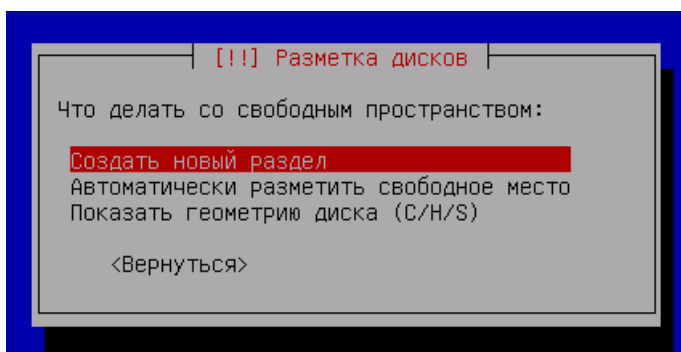 [!!] Разметка дисков
Что делать со свободным пространством:
Создать новый раздел
Автоматически разметить свободное место
Показать геометрию диска (C/H/S)
<Вернуться>